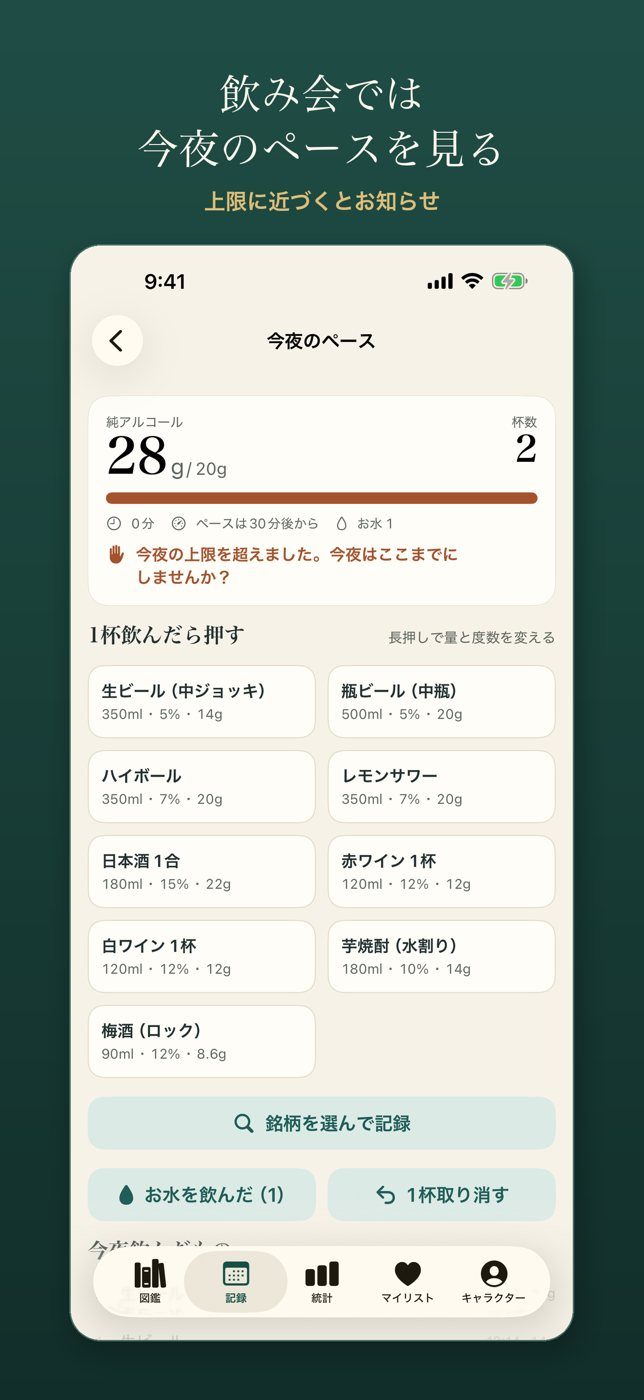 飲み会では
今夜のペースを見る
上限に近づくとお知らせ
9:41
今夜のペース
純アルコール
杯数
28 g / 20g
2
0分 ペースは30分後から お水 1
今夜の上限を超えました。今夜はここまでに
しませんか？
1杯飲んだら押す
長押しで量と度数を変える
生ビール（中ジョッキ）
350ml・5%・14g
瓶ビール（中瓶）
500ml・5%・20g
ハイボール
350ml・7%・20g
レモンサワー
350ml・7%・20g
日本酒 1合
180ml・15%・22g
赤ワイン 1杯
120ml・12%・12g
白ワイン 1杯
120ml・12%・12g
芋焼酎（水割り）
180ml・10%・14g
梅酒（ロック）
90ml・12%・8.6g
銘柄を選んで記録
お水を飲んだ（1）
1杯取り消す
今夜飲んだもの
図鑑
記録
統計
マイリスト
キャラクター